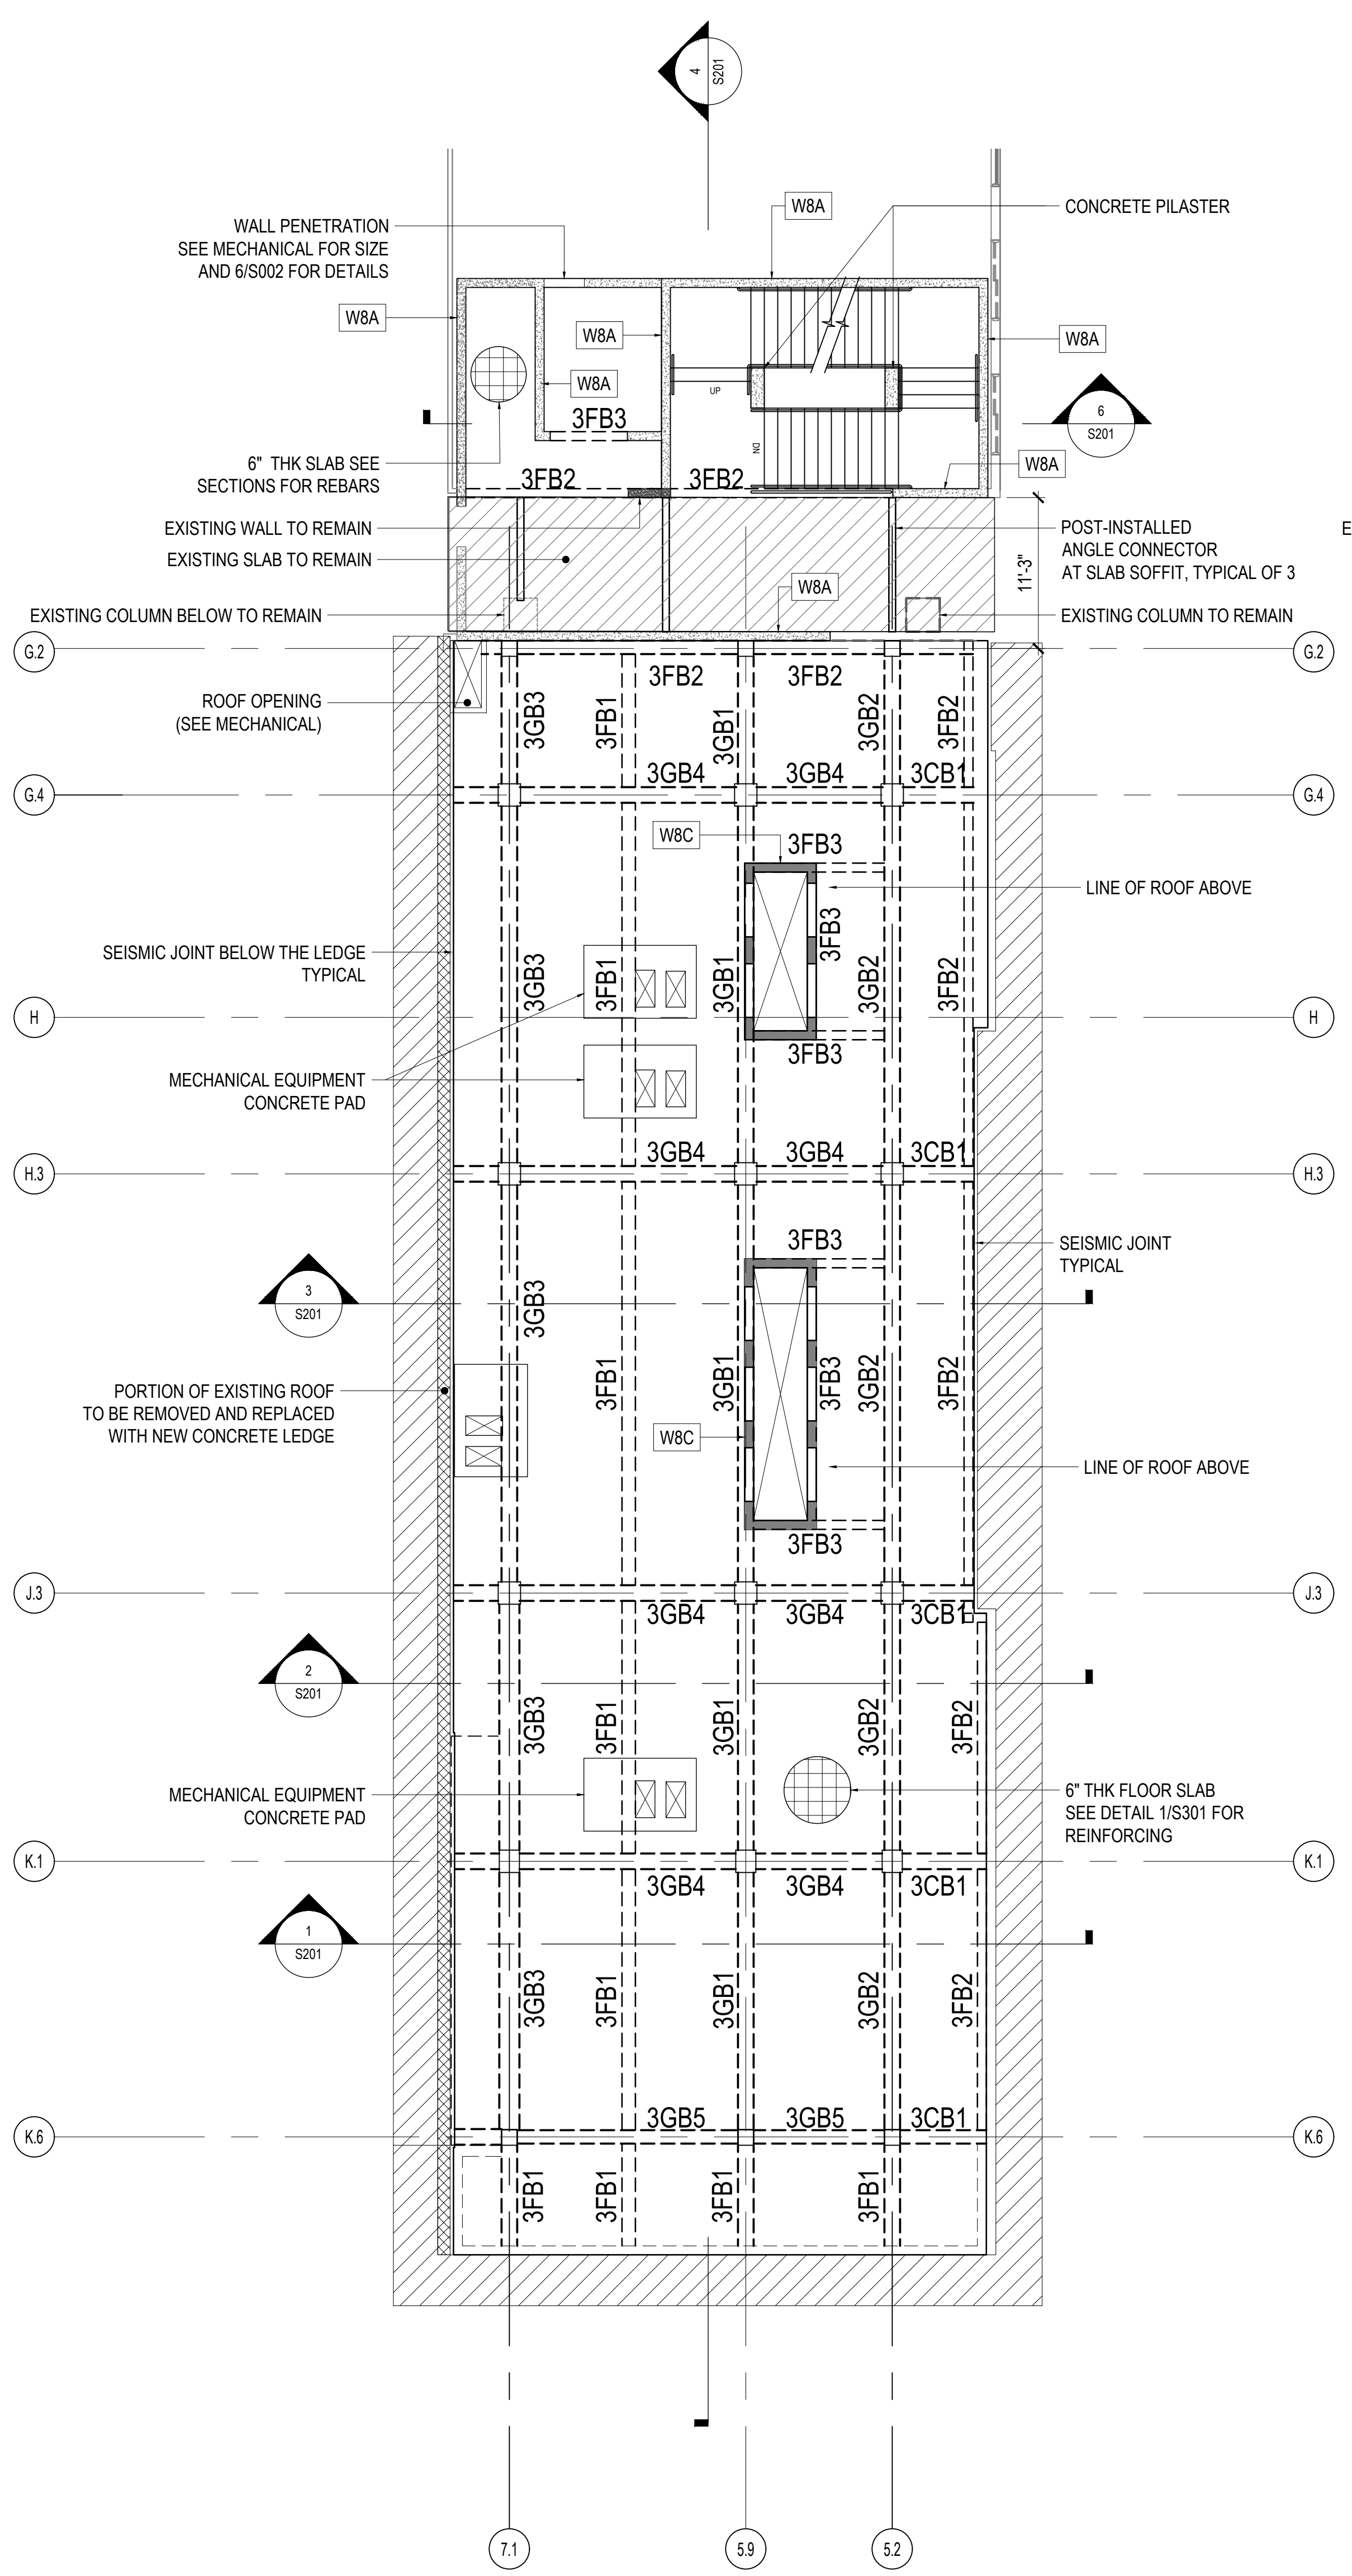 4
S201
W8A
CONCRETE PILASTER
WALL PENETRATION
SEE MECHANICAL FOR SIZE
AND 6/S002 FOR DETAILS
W8A
W8A
W8A
W8A
UP
6
S201
3FB3
DN
6" THK SLAB SEE
SECTIONS FOR REBARS
W8A
3FB2
3FB2
EXISTING WALL TO REMAIN
POST-INSTALLED
ANGLE CONNECTOR
AT SLAB SOFFIT, TYPICAL OF 3
E
EXISTING SLAB TO REMAIN
11'-3"
W8A
EXISTING COLUMN BELOW TO REMAIN
EXISTING COLUMN TO REMAIN
G.2
G.2
3FB2
3FB2
ROOF OPENING
(SEE MECHANICAL)
3GB3
3FB1
3GB1
3GB2
3FB2
3GB4
3GB4
3CB1
G.4
G.4
W8C
3FB3
LINE OF ROOF ABOVE
3FB3
SEISMIC JOINT BELOW THE LEDGE
TYPICAL
3GB3
3FB1
3GB1
3GB2
3FB2
H
H
3FB3
MECHANICAL EQUIPMENT
CONCRETE PAD
3GB4
3GB4
3CB1
H.3
H.3
3FB3
SEISMIC JOINT
TYPICAL
3
S201
3GB3
3FB1
3GB1
3FB3
3GB2
3FB2
PORTION OF EXISTING ROOF
TO BE REMOVED AND REPLACED
WITH NEW CONCRETE LEDGE
W8C
LINE OF ROOF ABOVE
3FB3
J.3
J.3
3GB4
3GB4
3CB1
2
S201
3GB3
3FB1
3GB1
3GB2
3FB2
MECHANICAL EQUIPMENT
CONCRETE PAD
6" THK FLOOR SLAB
SEE DETAIL 1/S301 FOR
REINFORCING
K.1
K.1
3GB4
3GB4
3CB1
1
S201
3GB3
3FB1
3GB1
3GB2
3FB2
3GB5
3GB5
3CB1
K.6
K.6
3FB1
3FB1
3FB1
3FB1
7.1
5.9
5.2